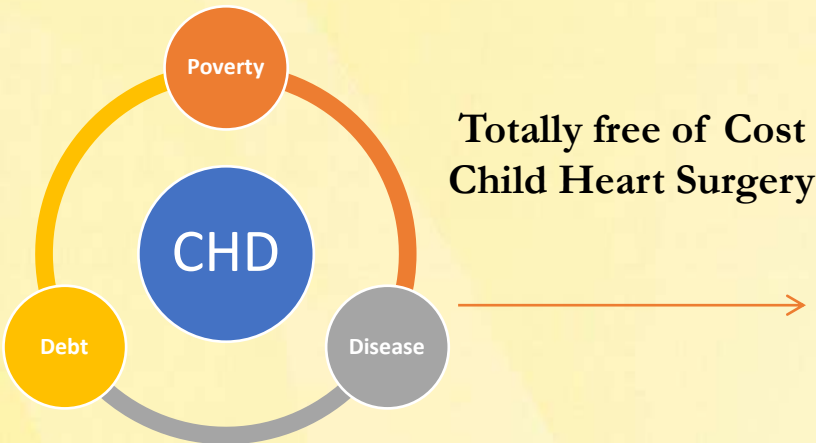 Poverty
Totally free of Cost
Child Heart Surgery
CHD
Debt
Disease